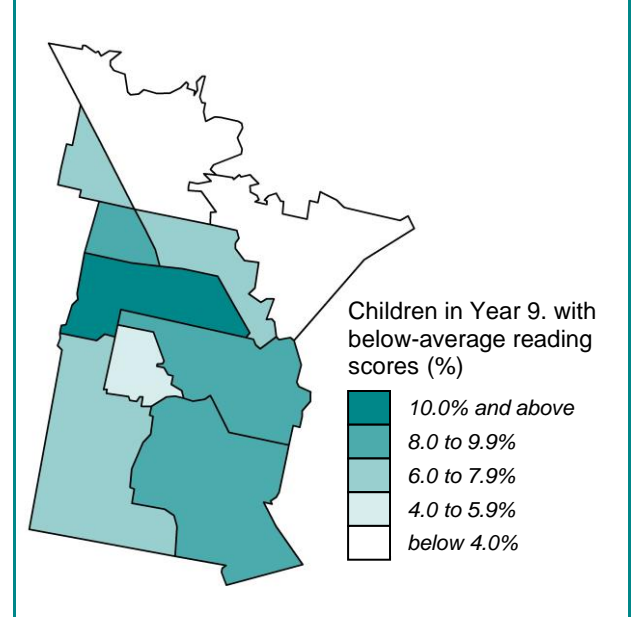 Children in Year 9. with
below-average reading
scores (%)
10.0% and above
8.0 to 9.9%
6.0 to 7.9%
4.0 to 5.9%
below 4.0%